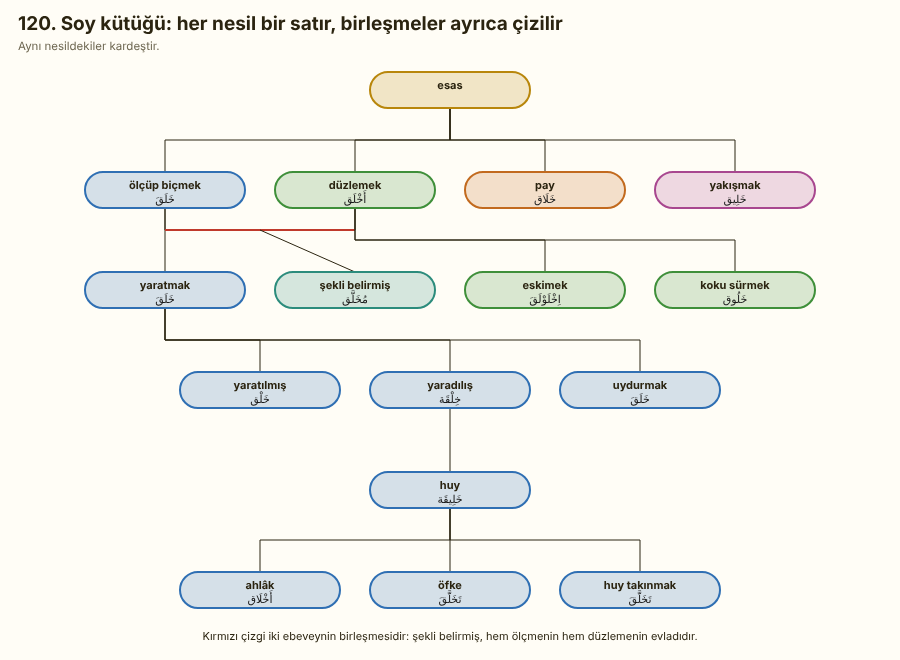 120. Soy kütüğü: her nesil bir satır, birleşmeler ayrıca çizilir
Aynı nesildekiler kardeştir.
esas
ölçüp biçmek
خَلَقَ
düzlemek
أَخْلَق
pay
خَلَاق
yakışmak
خَلِيق
yaratmak
خَلَقَ
şekli belirmiş
مُخَلَّق
eskimek
اِخْلَوْلَقَ
koku sürmek
خَلُوق
yaratılmış
خَلْق
yaradılış
خِلْقَة
uydurmak
خَلَقَ
huy
خَلِيقَة
ahlâk
أَخْلَاق
öfke
تَخَلَّقَ
huy takınmak
تَخَلَّقَ
Kırmızı çizgi iki ebeveynin birleşmesidir: şekli belirmiş, hem ölçmenin hem düzlemenin evladıdır.